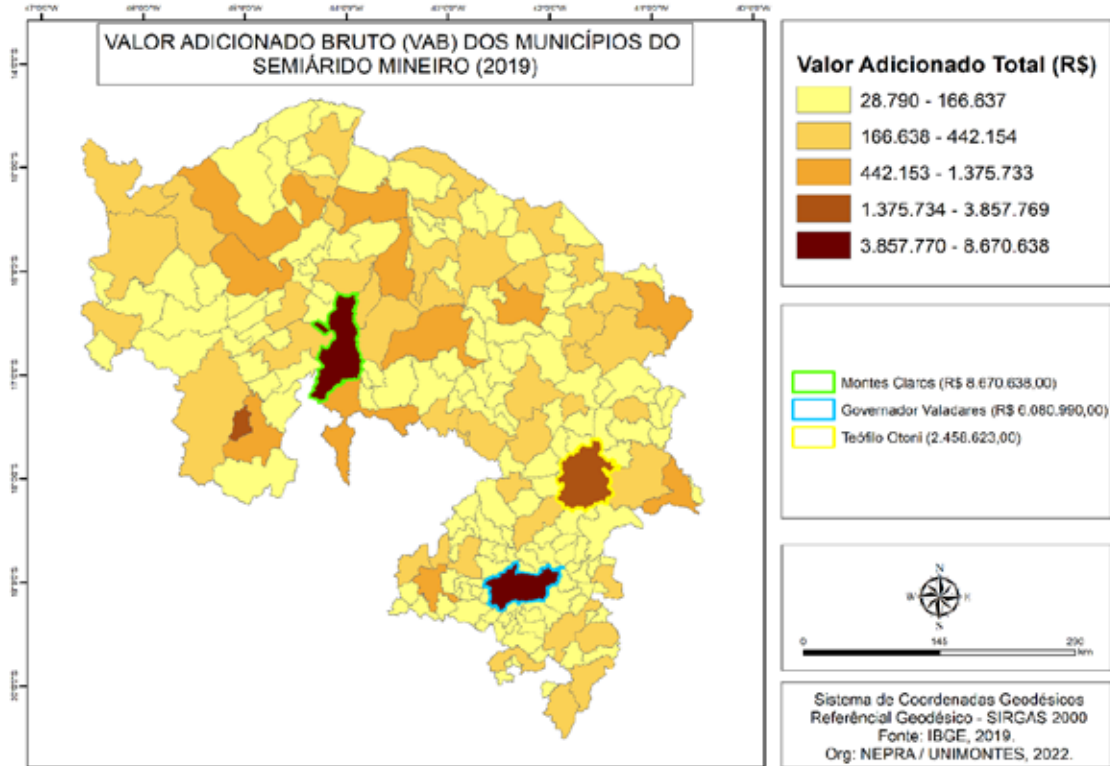 VALOR ADICIONADO BRUTO (VAB) DOS MUNICÍPIOS DO
SEMIÁRIDO MINEIRO (2019)
Valor Adicionado Total (R$)
28.790 - 166.637
166.638 - 442.154
442.153 - 1.375.733
1.375.734 - 3.857.769
3.857.770 - 8.670.638
Montes Claros (R$ 8.670.638,00)
Governador Valadares (R$ 6.080.990,00)
Teófilo Otoni (2.458.623,00)
N
W E
S
0 145 290
km
Sistema de Coordenadas Geodésicos
Referêncial Geodésico - SIRGAS 2000
Fonte: IBGE, 2019.
Org: NEPRA / UNIMONTES, 2022.